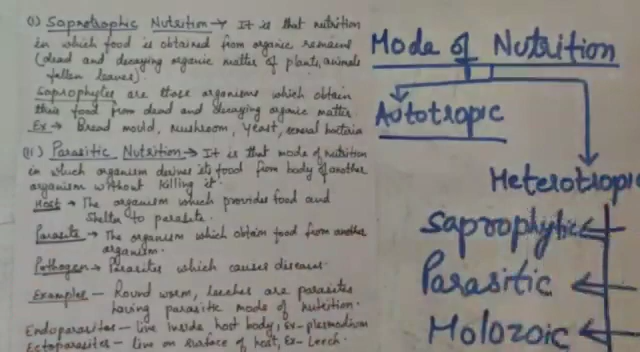 (i) Saprotrophic Nutrition → It is that nutrition
in which food is obtained from organic remains
(dead and decaying organic matter of plants, animals
fallen leaves).
Saprophytes are those organisms which obtain
their food from dead and decaying organic matter.
Ex → Bread mould, Mushroom, Yeast, several bacteria
(ii) Parasitic Nutrition → It is that mode of nutrition
in which organism derives its food from body of another
organism without killing it.
Host → The organism which provides food and
shelter to parasite.
Parasite → The organism which obtain food from another
organism.
Pathogen → Parasites which causes disease.
Examples – Round worm, leeches are parasites
having parasitic mode of nutrition.
Endoparasites – live inside host body, Ex - plasmodium
Ectoparasites – live on surface of host, Ex - Leech.
Mode of Nutrition
Autotropic
Heterotropic
Saprophytic
Parasitic
Holozoic